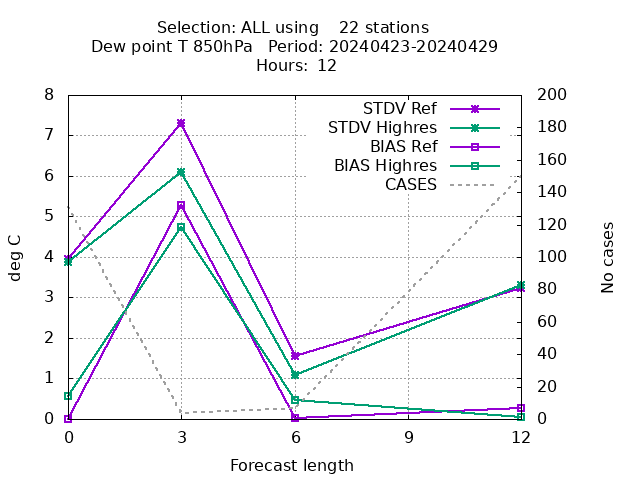 Selection: ALL using    22 stations
Dew point T 850hPa   Period: 20240423-20240429
Hours: 12
STDV Ref
STDV Highres
BIAS Ref
BIAS Highres
CASES
deg C
8
7
6
5
4
3
2
1
0
200
180
160
140
120
100
80
60
40
20
0
No cases
0 3 6 9 12
Forecast length